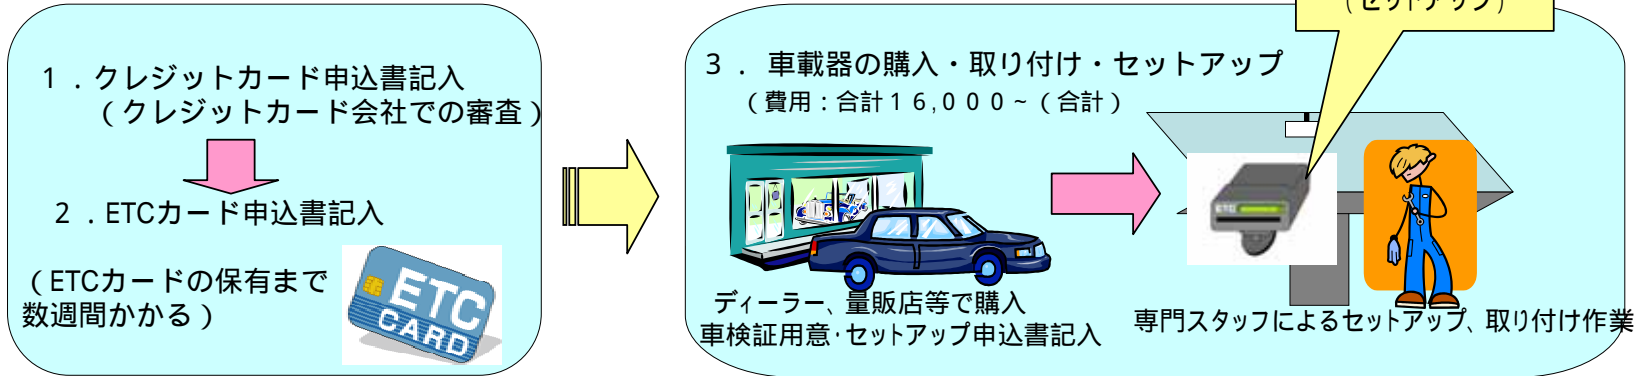 １．クレジットカード申込書記入
（クレジットカード会社での審査）
２．ETCカード申込書記入
（ETCカードの保有まで
数週間かかる）
ETC
CARD
３．車載器の購入・取り付け・セットアップ
（費用：合計１６,０００~（合計）
ディーラー、量販店等で購入
車検証用意・セットアップ申込書記入
（セットアップ）
ETC
専門スタッフによるセットアップ、取り付け作業